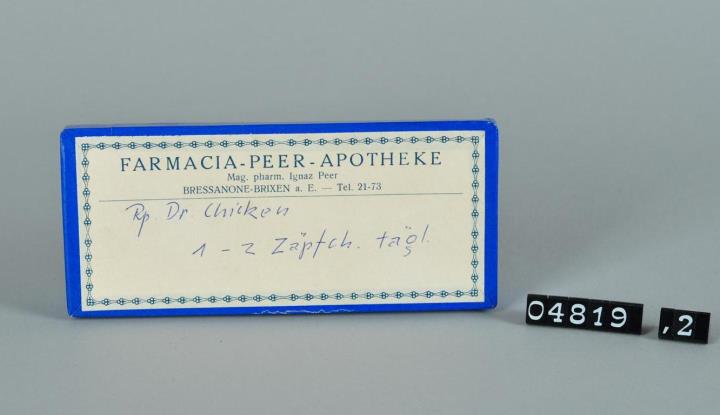 FARMACIA-PEER-APOTHEKE
Mag. pharm. Ignaz Peer
BRESSANONE-BRIXEN a. E. — Tel. 21-73
Rp. Dr. Chicken
1 - 2 Zäpfch. tägl.
04819 ,2